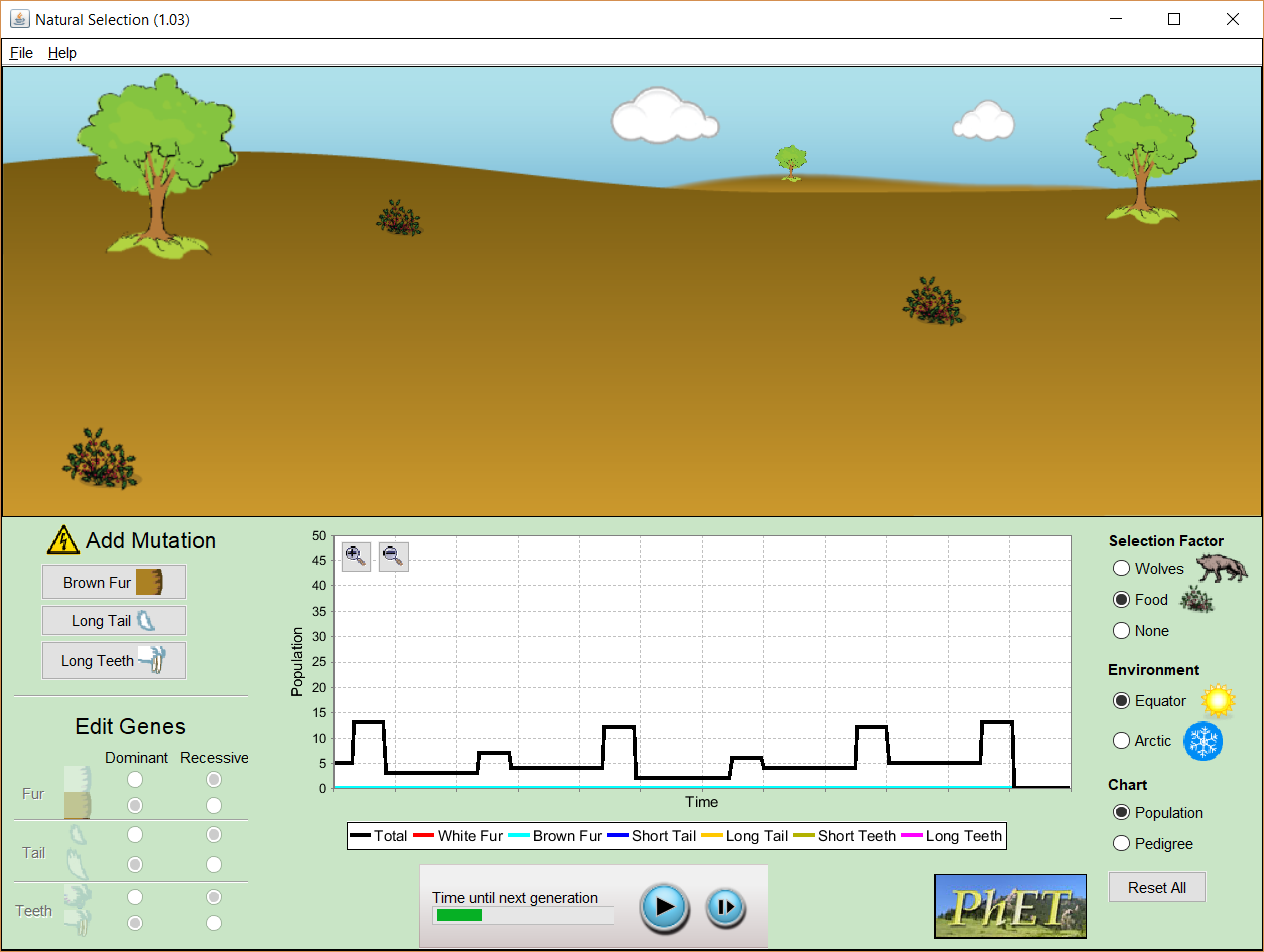 Natural Selection (1.03)
File Help
Add Mutation
Brown Fur
Long Tail
Long Teeth
Edit Genes
Dominant Recessive
Fur
Tail
Teeth
Population
50
45
40
35
30
25
20
15
10
5
0
Time
Total White Fur Brown Fur Short Tail Long Tail Short Teeth Long Teeth
Time until next generation
PhET
Selection Factor
Wolves
Food
None
Environment
Equator
Arctic
Chart
Population
Pedigree
Reset All